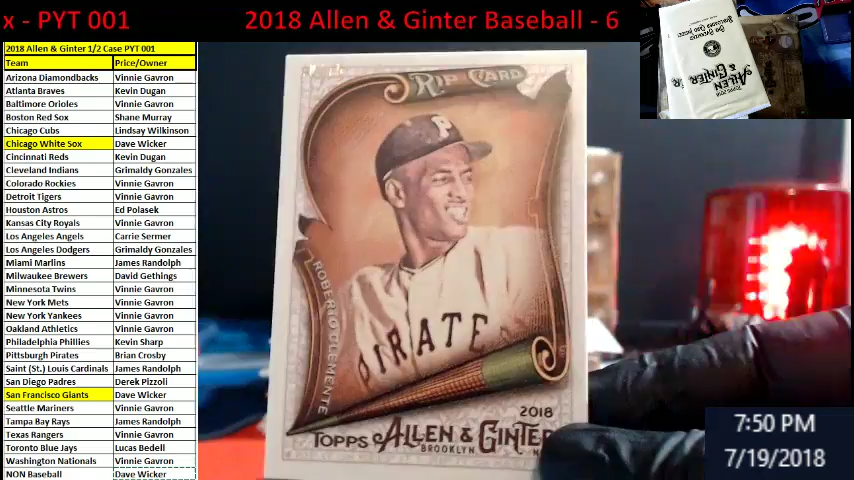 x - PYT 001
2018 Allen & Ginter Baseball - 6
2018 Allen & Ginter 1/2 Case PYT 001
Team Price/Owner
Arizona Diamondbacks Vinnie Gavron
Atlanta Braves Kevin Dugan
Baltimore Orioles Vinnie Gavron
Boston Red Sox Shane Murray
Chicago Cubs Lindsay Wilkinson
Chicago White Sox Dave Wicker
Cincinnati Reds Kevin Dugan
Cleveland Indians Grimaldy Gonzales
Colorado Rockies Vinnie Gavron
Detroit Tigers Vinnie Gavron
Houston Astros Ed Polasek
Kansas City Royals Vinnie Gavron
Los Angeles Angels Carrie Sermer
Los Angeles Dodgers Grimaldy Gonzales
Miami Marlins James Randolph
Milwaukee Brewers David Gethings
Minnesota Twins Vinnie Gavron
New York Mets Vinnie Gavron
New York Yankees Vinnie Gavron
Oakland Athletics Vinnie Gavron
Philadelphia Phillies Kevin Sharp
Pittsburgh Pirates Brian Crosby
Saint (St.) Louis Cardinals James Randolph
San Diego Padres Derek Pizzoli
San Francisco Giants Dave Wicker
Seattle Mariners Vinnie Gavron
Tampa Bay Rays James Randolph
Texas Rangers Vinnie Gavron
Toronto Blue Jays Lucas Bedell
Washington Nationals Vinnie Gavron
NON Baseball Dave Wicker
RIP CARD
P
ROBERTO CLEMENTE
PIRATE
2018
TOPPS ALLEN & GINTER
BROOKLYN
ALLEN & GINTER
TOPPS 2018
7:50 PM
7/19/2018